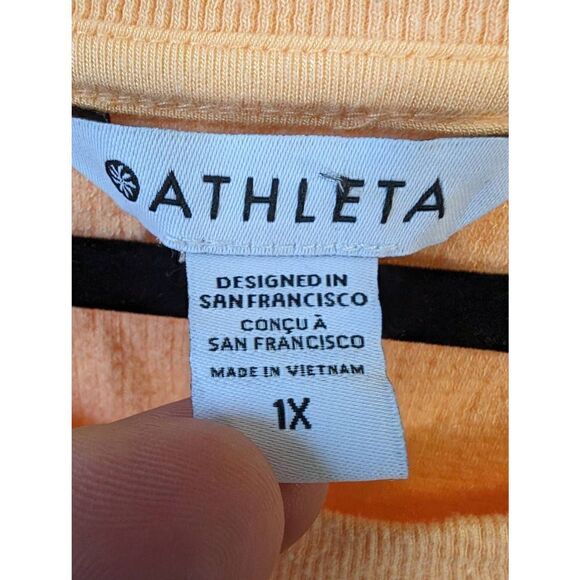 ATHLETA
DESIGNED IN
SAN FRANCISCO
CONÇU À
SAN FRANCISCO
MADE IN VIETNAM
1X